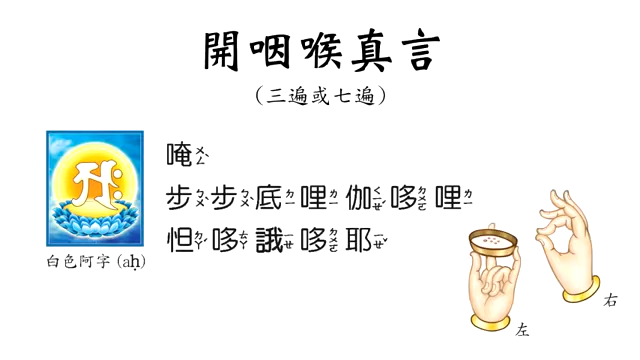 開咽喉真言
（三遍或七遍）
唵
步步底哩伽哆哩
怛哆誐哆耶
白色阿字 (aḥ)
左
右